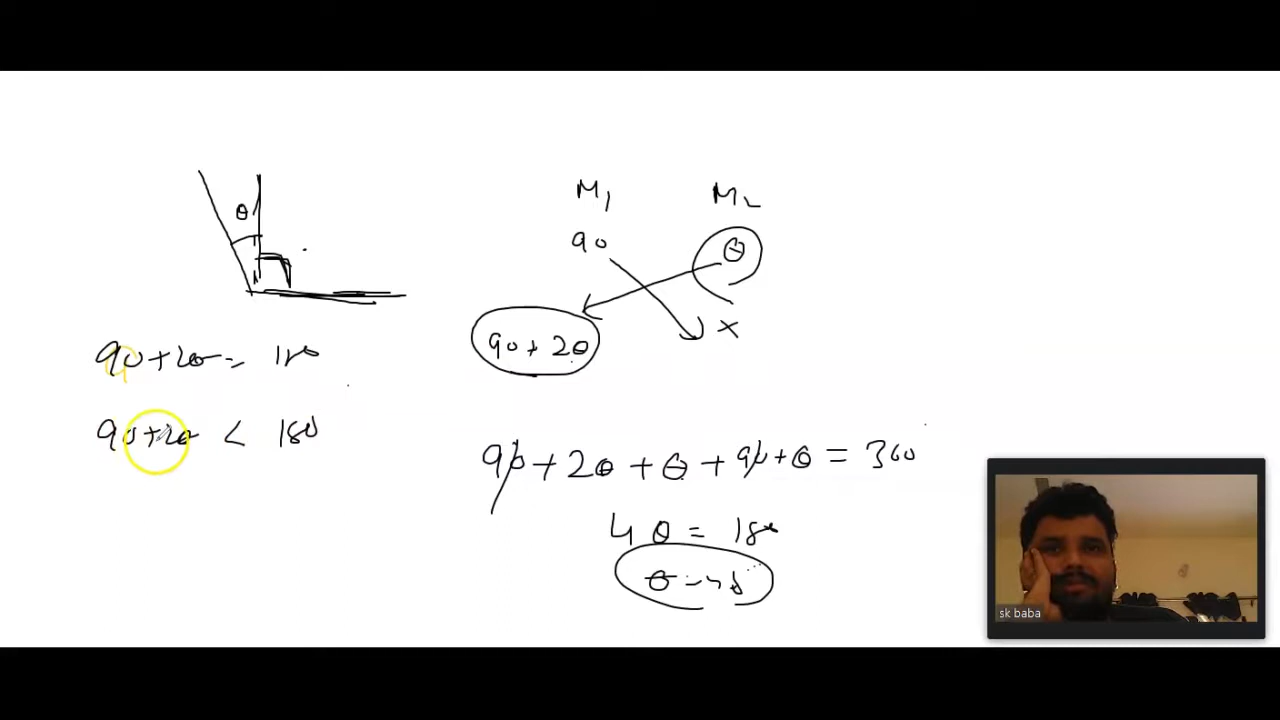 θ
M₁ M₂
90 θ
90 + 2θ x
90 + 2θ = 180
90 + 2θ < 180
90 + 2θ + θ + 90 + θ = 360
4θ = 180
θ = 45
sk baba